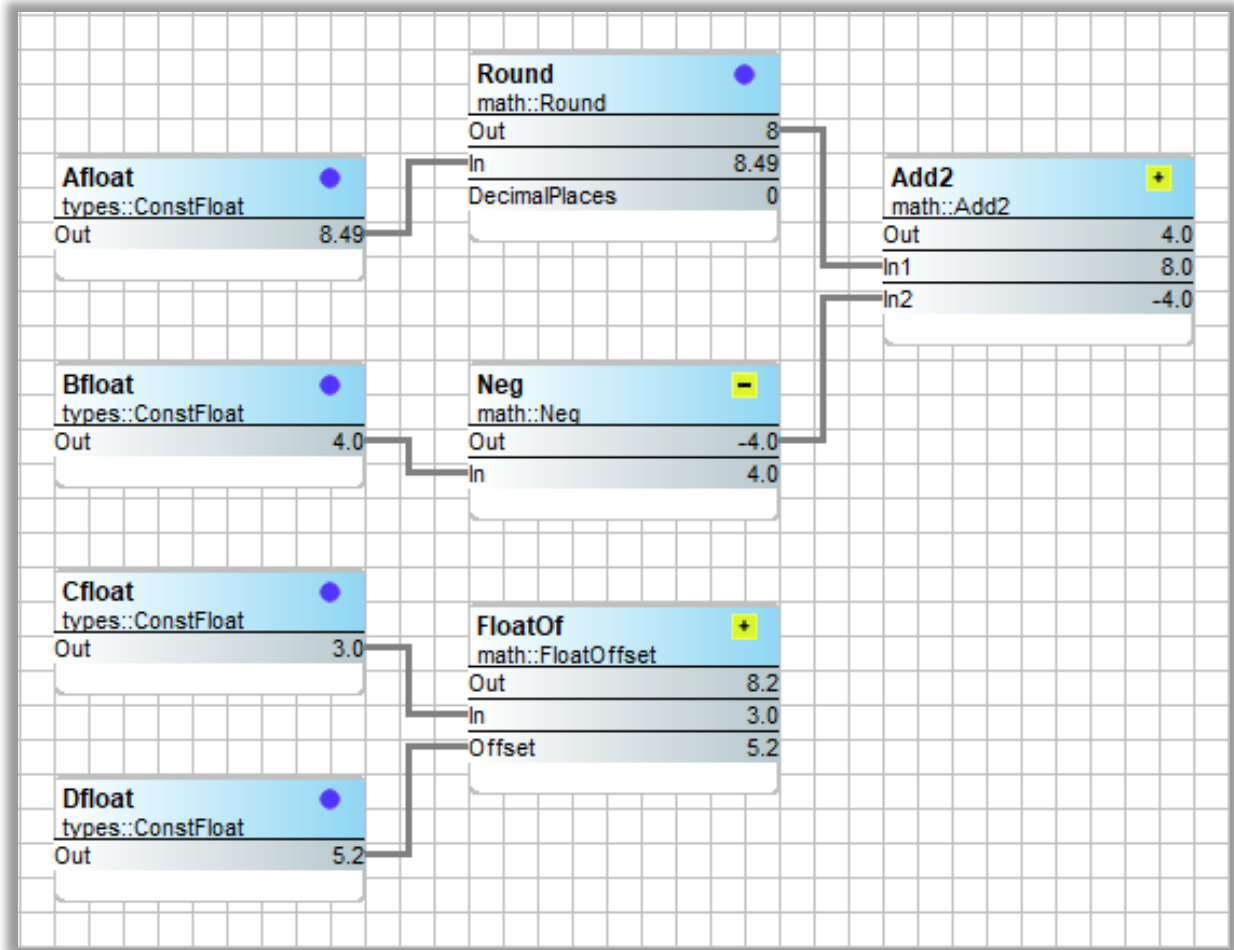 Round
math::Round
Out 8
In 8.49
DecimalPlaces 0
Afloat
types::ConstFloat
Out 8.49
Add2
+
math::Add2
Out 4.0
In1 8.0
In2 -4.0
Bfloat
types::ConstFloat
Out 4.0
Neg
-
math::Neg
Out -4.0
In 4.0
Cfloat
types::ConstFloat
Out 3.0
FloatOf
+
math::FloatOffset
Out 8.2
In 3.0
Offset 5.2
Dfloat
types::ConstFloat
Out 5.2